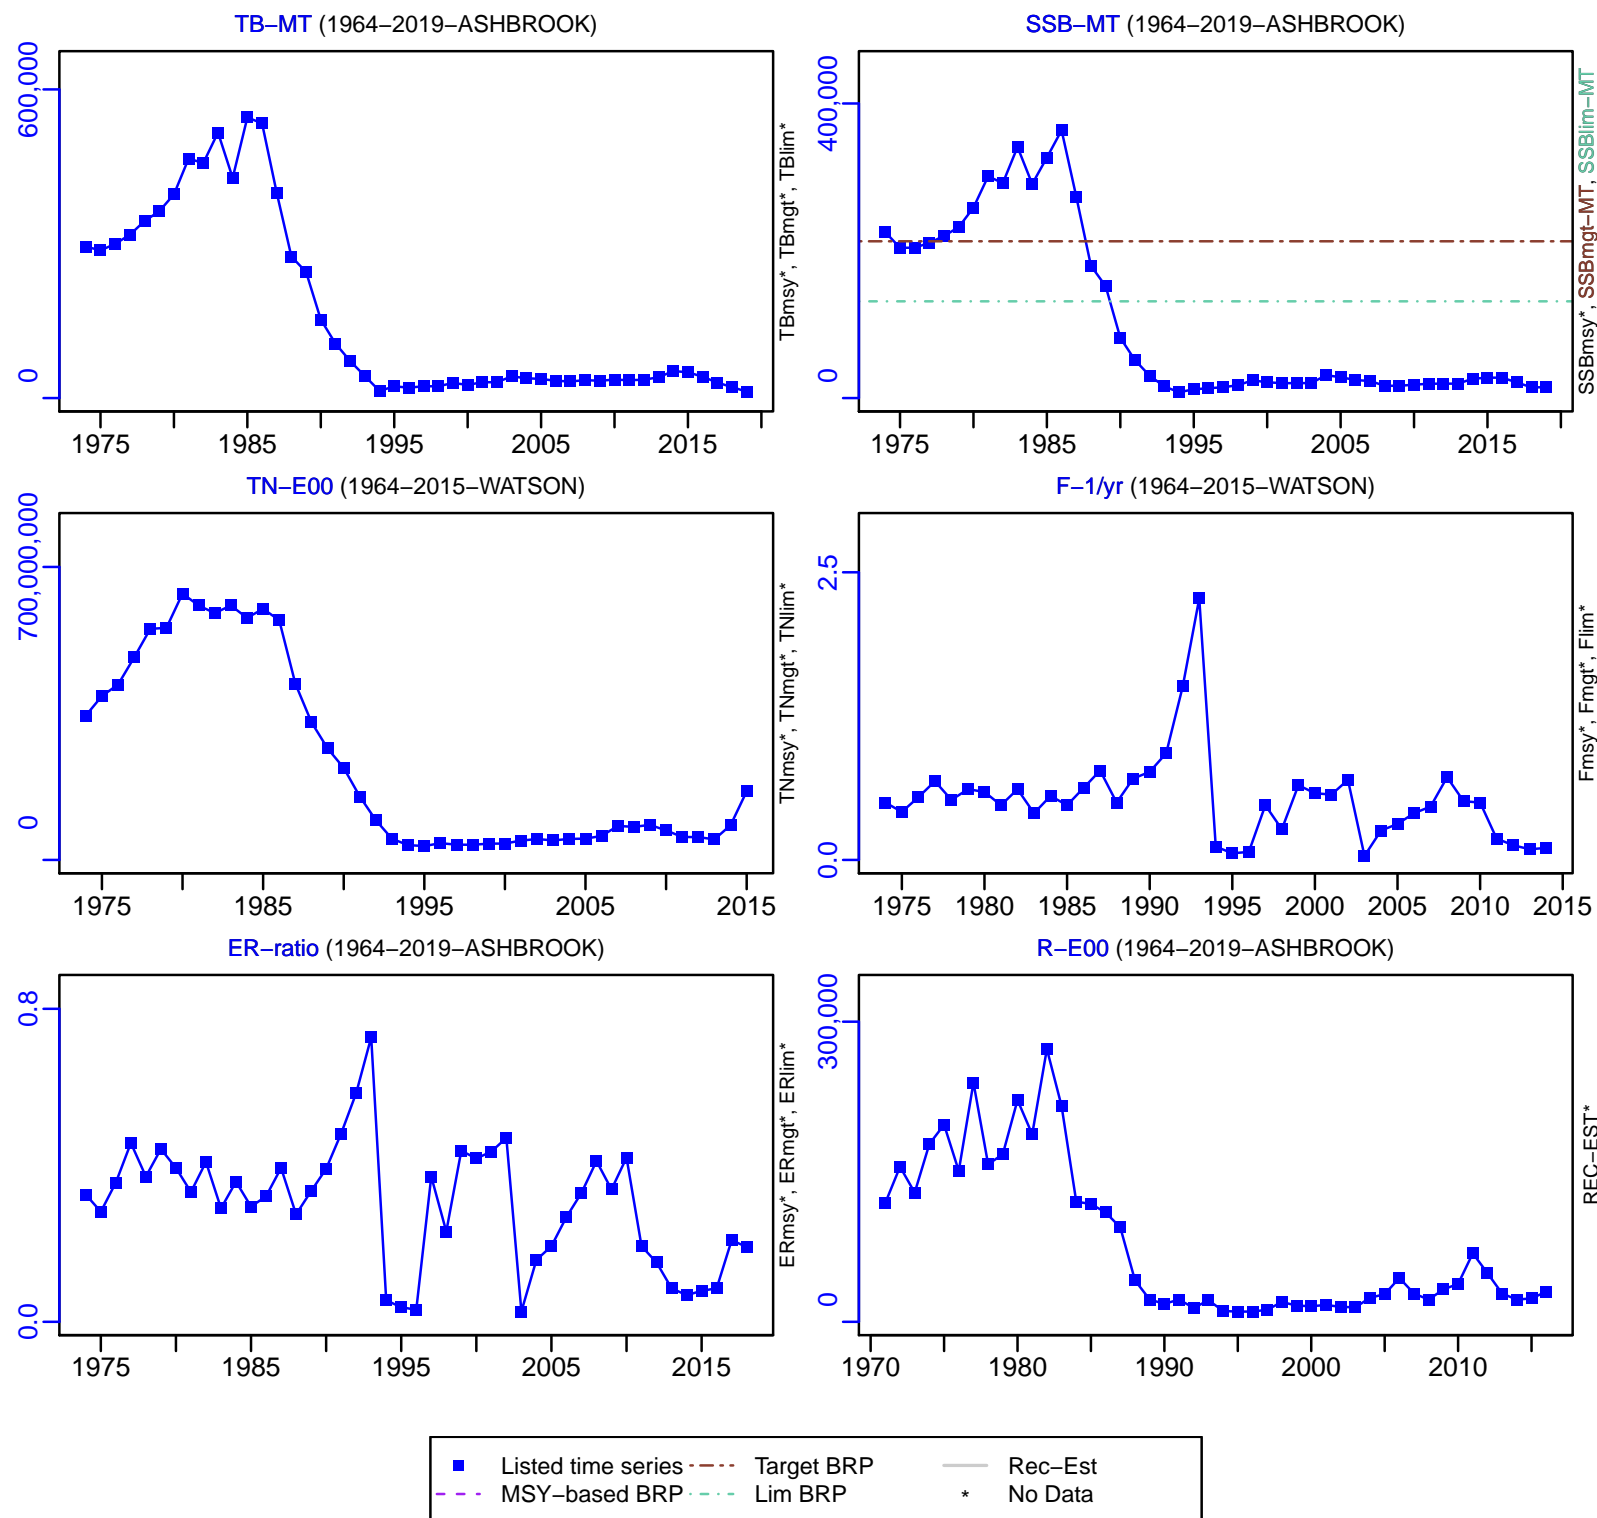 TB−MT (1964−2019−ASHBROOK)
600,000
0
1975 1985 1995 2005 2015
TBmsy*, TBmgt*, TBlim*
SSB−MT (1964−2019−ASHBROOK)
400,000
0
1975 1985 1995 2005 2015
SSBmsy*, SSBmgt−MT, SSBlim−MT
TN−E00 (1964−2015−WATSON)
700,000,000
0
1975 1985 1995 2005 2015
TNmsy*, TNmgt*, TNlim*
F−1/yr (1964−2015−WATSON)
2.5
0.0
1975 1980 1985 1990 1995 2000 2005 2010 2015
Fmsy*, Fmgt*, Flim*
ER−ratio (1964−2019−ASHBROOK)
0.8
0.0
1975 1985 1995 2005 2015
ERmsy*, ERmgt*, ERlim*
R−E00 (1964−2019−ASHBROOK)
300,000
0
1970 1980 1990 2000 2010
REC−EST*
Listed time series Target BRP Rec−Est
MSY−based BRP Lim BRP * No Data